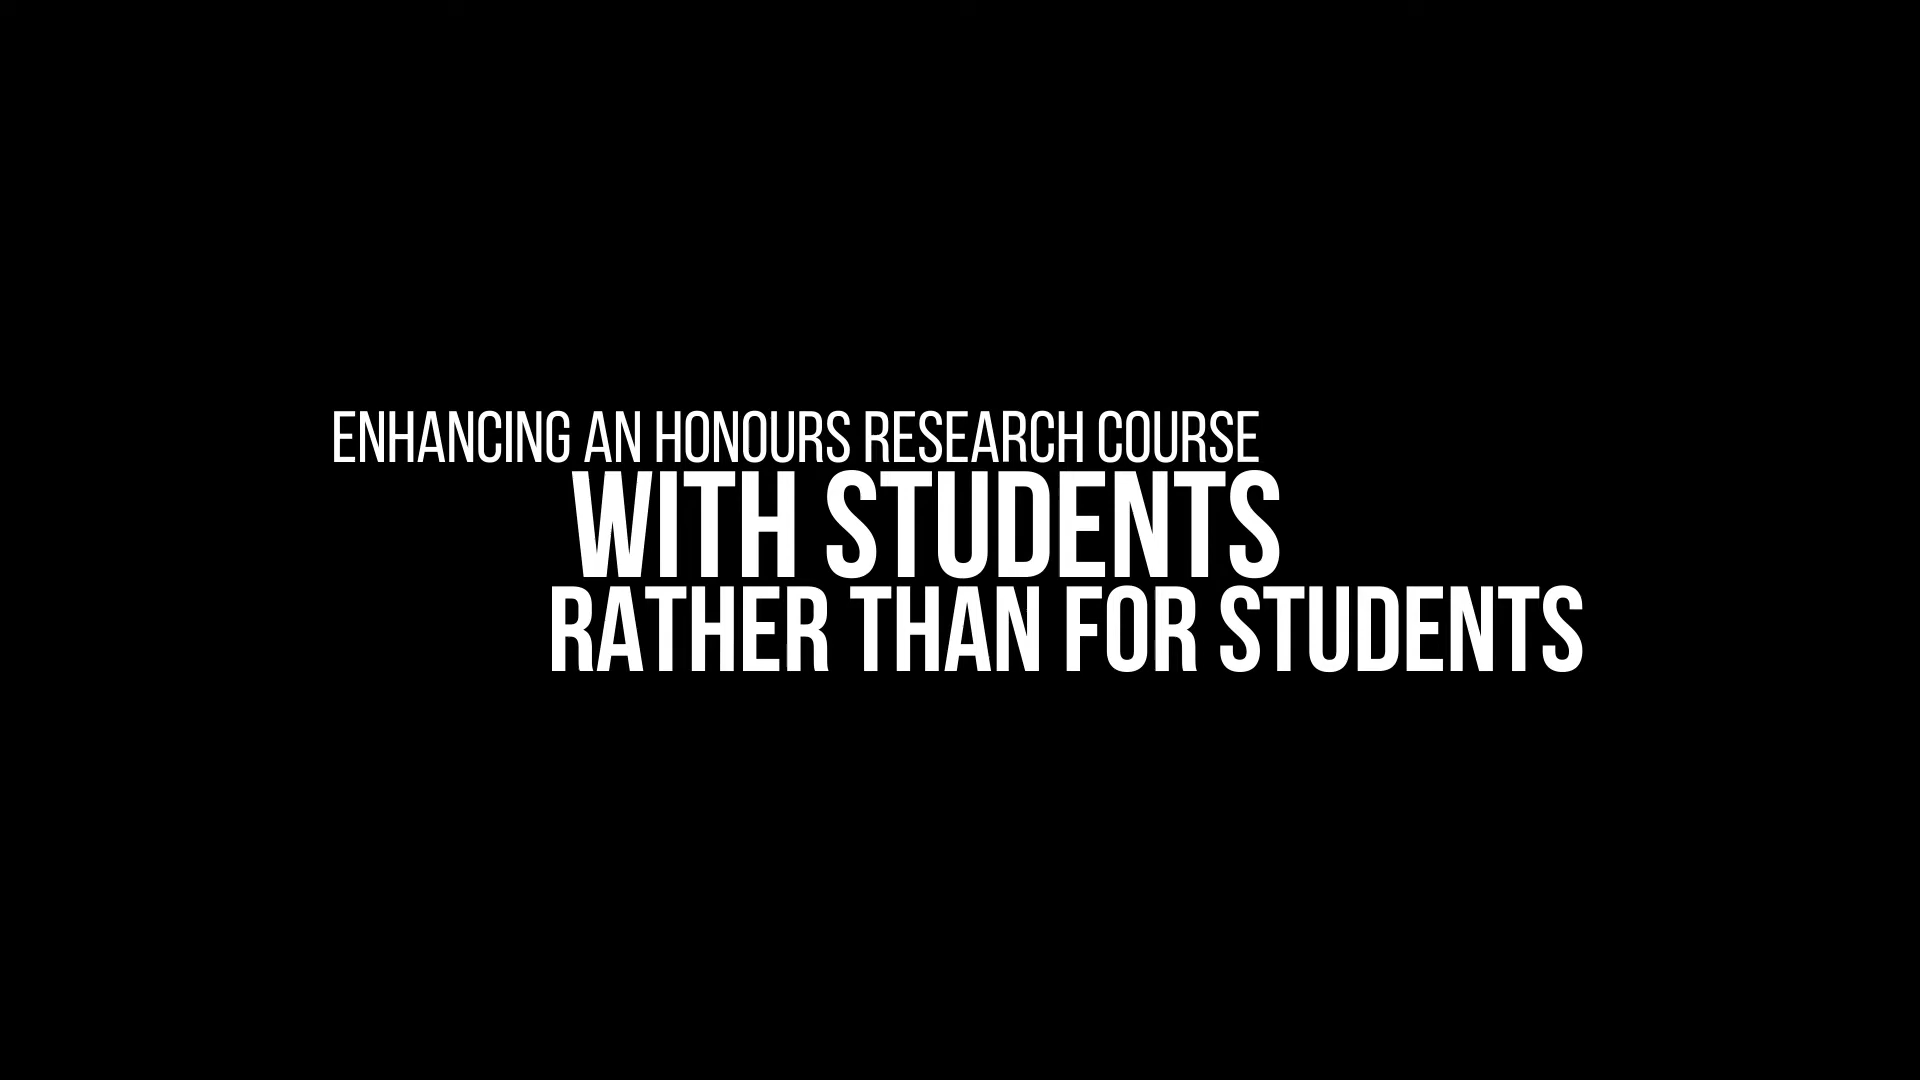 ENHANCING AN HONOURS RESEARCH COURSE
WITH STUDENTS
RATHER THAN FOR STUDENTS